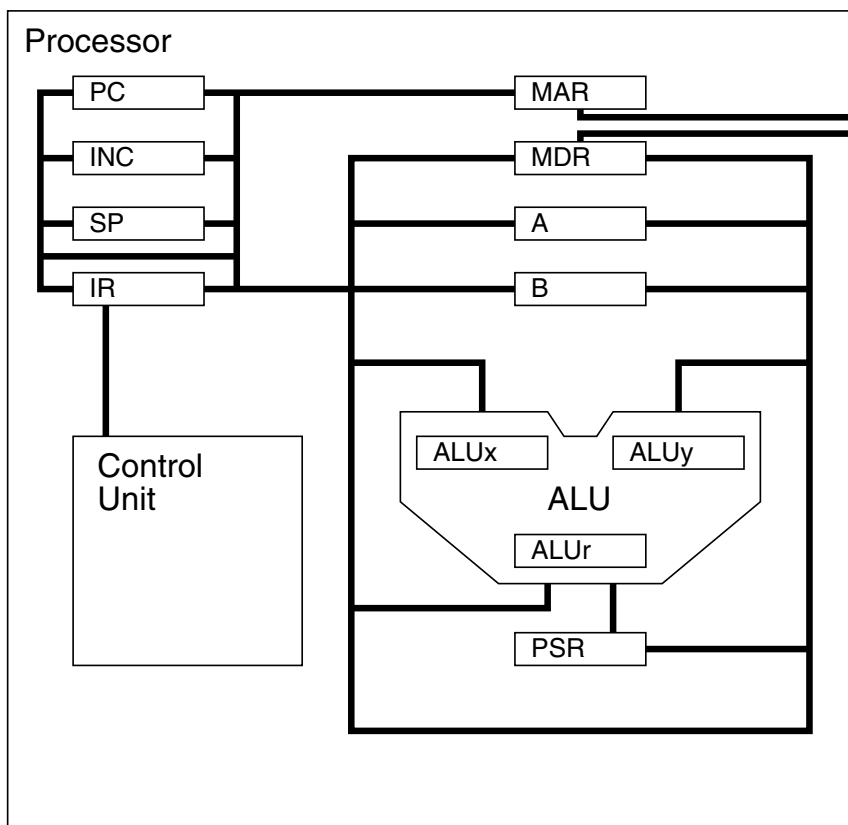 Processor
PC
MAR
INC
MDR
SP
A
IR
B
Control
Unit
ALUx
ALUy
ALU
ALUr
PSR